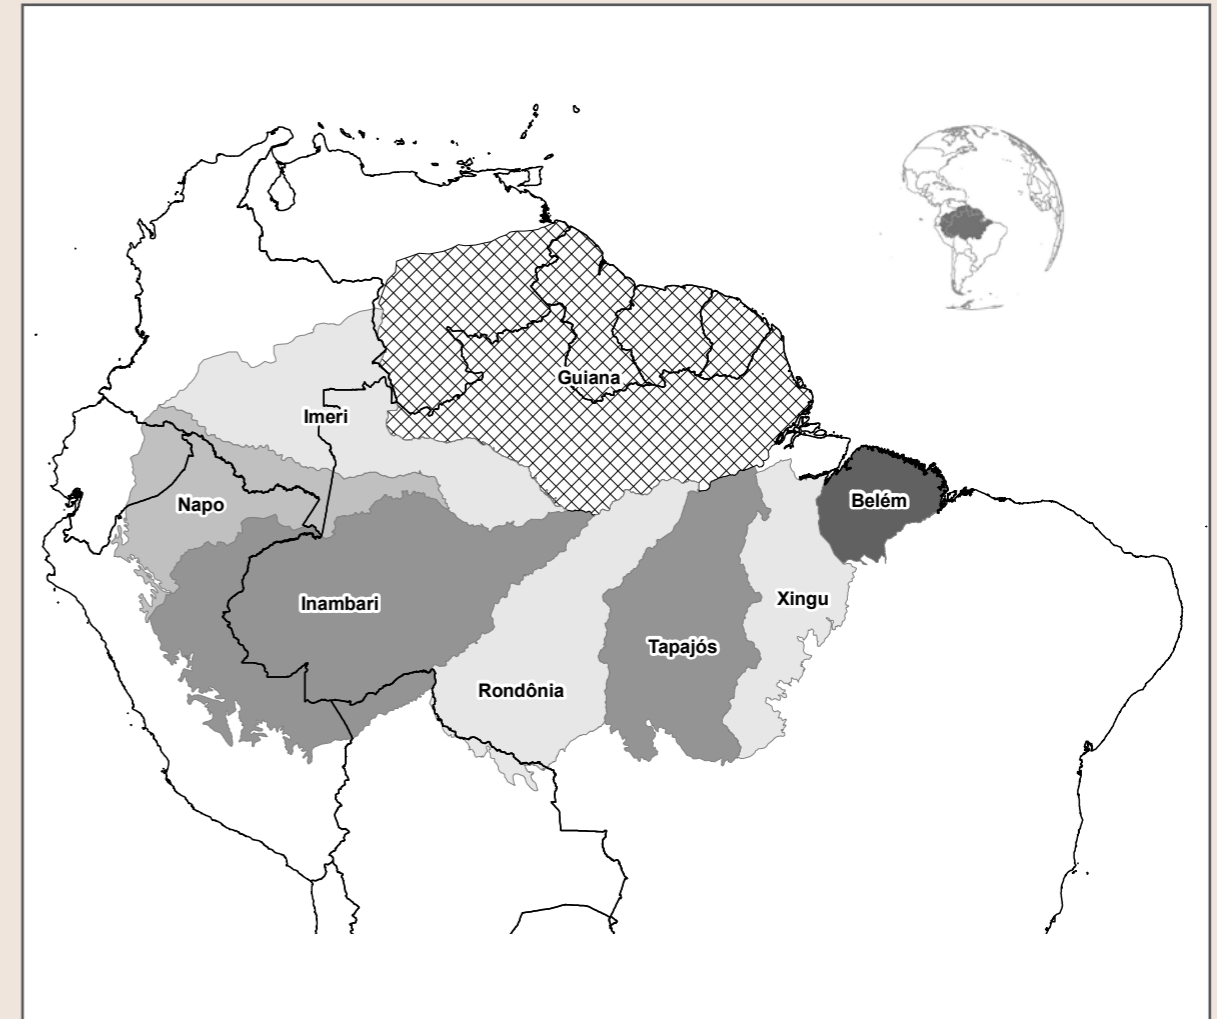 Guiana
Imeri
Napo
Belém
Inambari
Xingu
Tapajós
Rondônia